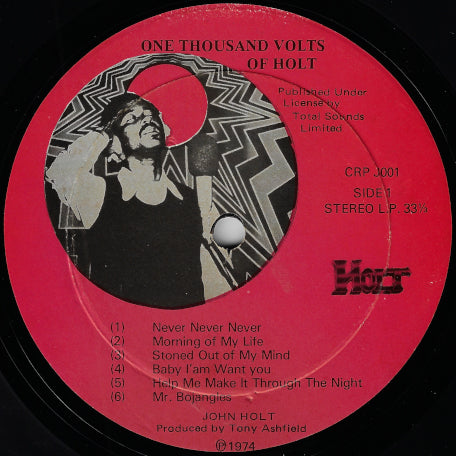 ONE THOUSAND VOLTS
OF HOLT
Published Under
License by
Total Sounds
Limited
CRP J001
SIDE 1
STEREO L.P. 33⅓
HOLT
(1) Never Never Never
(2) Morning of My Life
(3) Stoned Out of My Mind
(4) Baby I'am Want you
(5) Help Me Make It Through The Night
(6) Mr. Bojanglus
JOHN HOLT
Produced by Tony Ashfield
℗1974